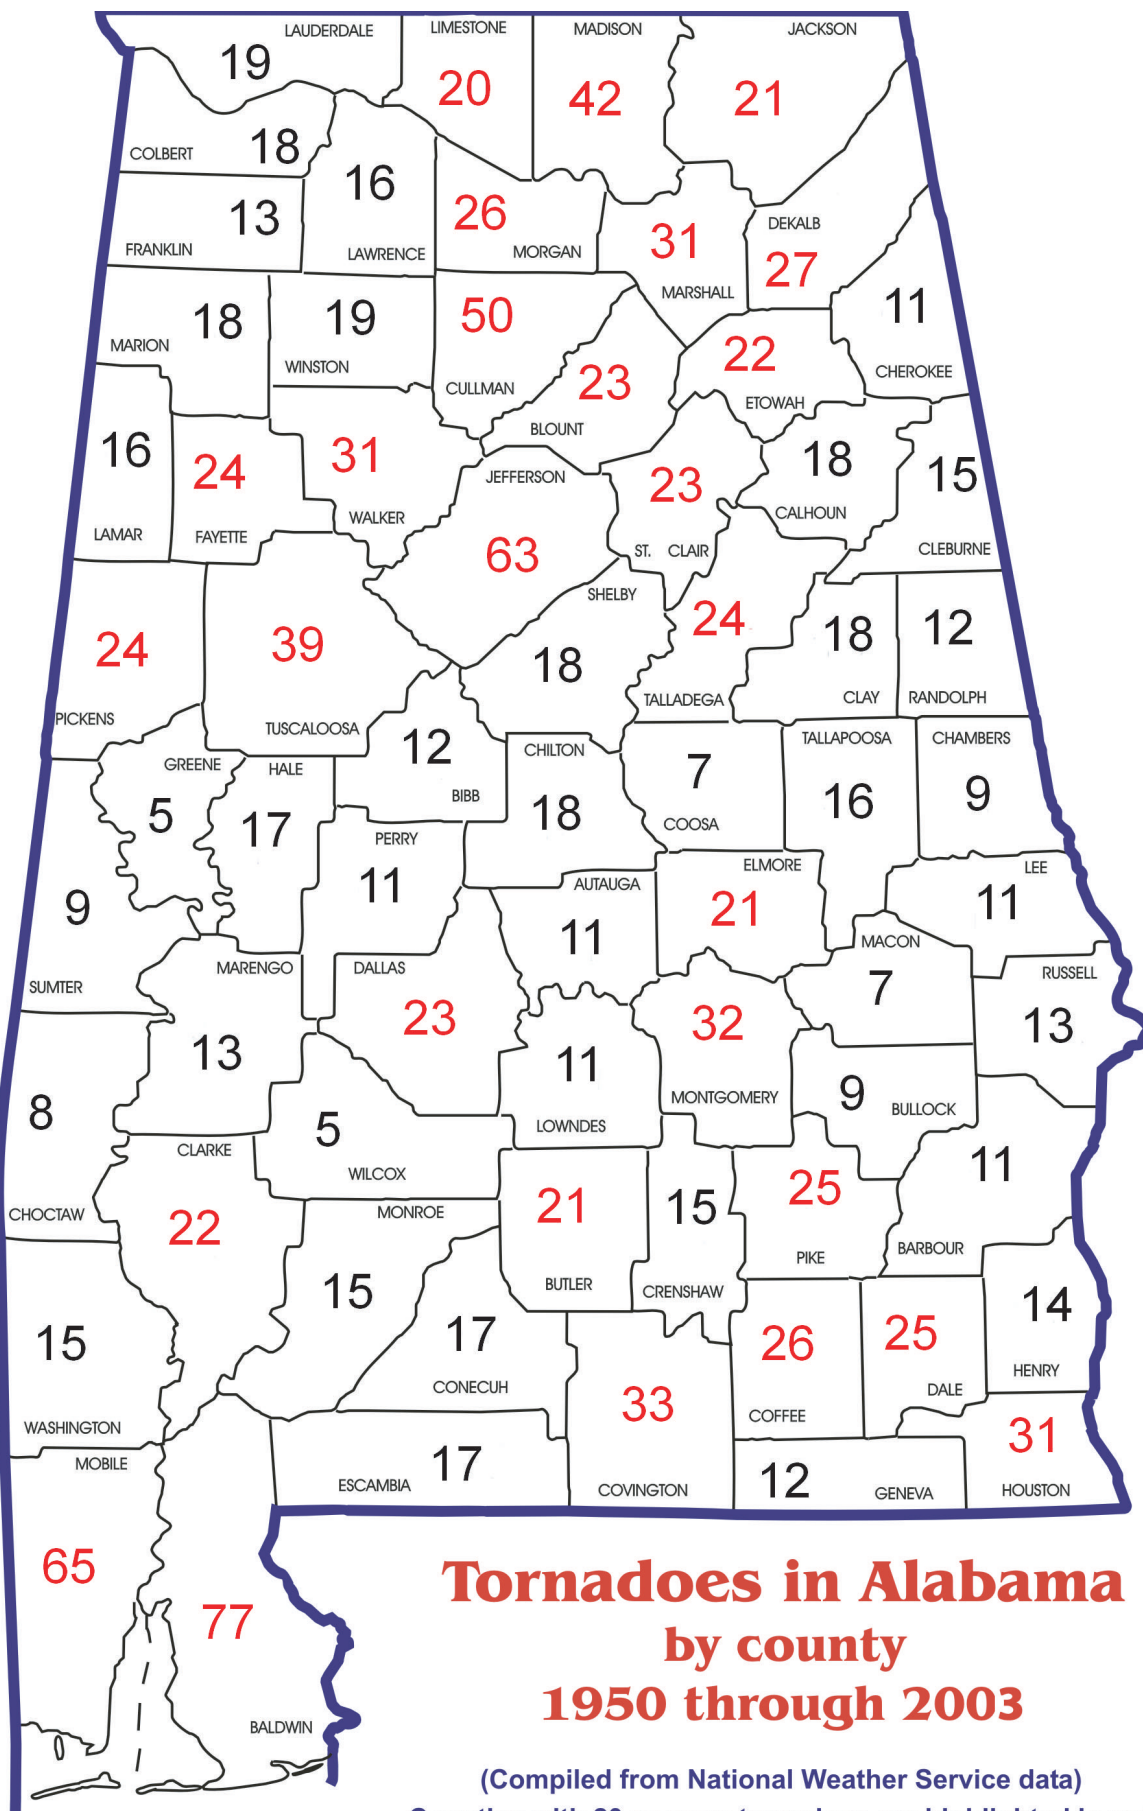 LAUDERDALE
19
LIMESTONE
20
MADISON
42
JACKSON
21
COLBERT
18
16
LAWRENCE
13
FRANKLIN
26
MORGAN
31
MARSHALL
DEKALB
27
18
MARION
19
WINSTON
50
CULLMAN
23
BLOUNT
22
ETOWAH
11
CHEROKEE
16
LAMAR
24
FAYETTE
31
WALKER
JEFFERSON
63
23
ST. CLAIR
18
CALHOUN
15
CLEBURNE
24
PICKENS
39
TUSCALOOSA
SHELBY
18
24
TALLADEGA
18
CLAY
12
RANDOLPH
GREENE
5
HALE
17
12
BIBB
CHILTON
18
7
COOSA
TALLAPOOSA
16
CHAMBERS
9
9
SUMTER
PERRY
11
AUTAUGA
11
ELMORE
21
LEE
11
MARENGO
13
DALLAS
23
11
LOWNDES
32
MONTGOMERY
MACON
7
RUSSELL
13
8
CHOCTAW
CLARKE
22
5
WILCOX
9
BULLOCK
11
BARBOUR
MONROE
15
21
BUTLER
15
CRENSHAW
25
PIKE
15
WASHINGTON
17
CONECUH
33
COVINGTON
26
COFFEE
25
DALE
14
HENRY
MOBILE
65
77
BALDWIN
ESCAMBIA
17
12
GENEVA
31
HOUSTON
Tornadoes in Alabama
by county
1950 through 2003
(Compiled from National Weather Service data)